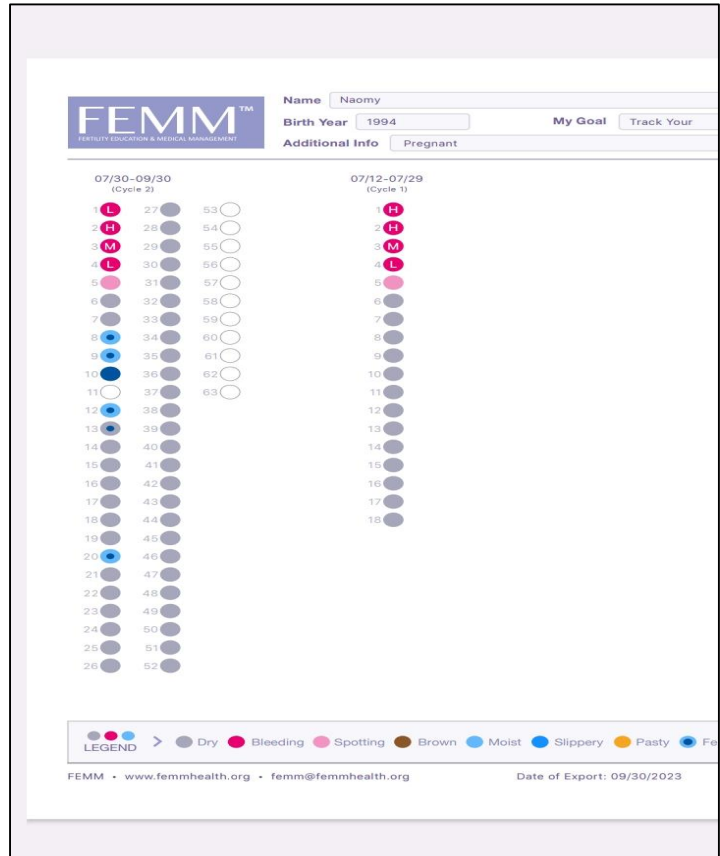 FEMM™
FERTILITY EDUCATION & MEDICAL MANAGEMENT
Name Naomy
Birth Year 1994 My Goal Track Your
Additional Info Pregnant
07/30-09/30 07/12-07/29
(Cycle 2) (Cycle 1)
1 L 27 53 1 H
2 H 28 54 2 H
3 M 29 55 3 M
4 L 30 56 4 L
5 31 57 5
6 32 58 6
7 33 59 7
8 34 60 8
9 35 61 9
10 36 62 10
11 37 63 11
12 38 12
13 39 13
14 40 14
15 41 15
16 42 16
17 43 17
18 44 18
19 45
20 46
21 47
22 48
23 49
24 50
25 51
26 52
LEGEND > Dry Bleeding Spotting Brown Moist Slippery Pasty Fe
FEMM • www.femmhealth.org • femm@femmhealth.org Date of Export: 09/30/2023